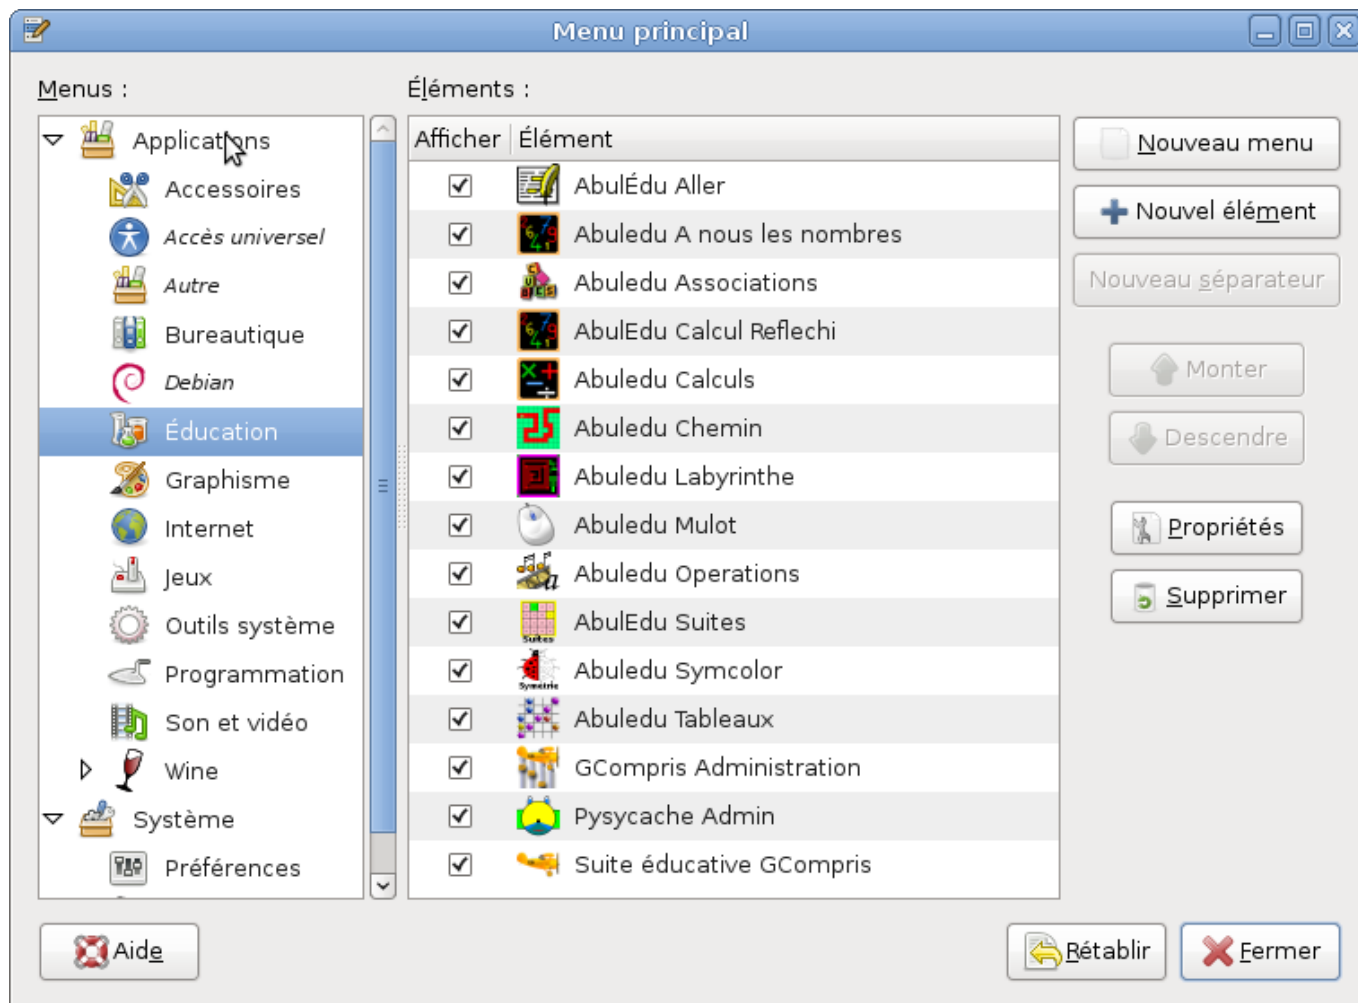 Menu principal
Menus :
Applications
Accessoires
Accès universel
Autre
Bureautique
Debian
Éducation
Graphisme
Internet
Jeux
Outils système
Programmation
Son et vidéo
Wine
Système
Préférences
Éléments :
Afficher Élément
AbulÉdu Aller
Abuledu A nous les nombres
Abuledu Associations
AbulEdu Calcul Reflechi
Abuledu Calculs
Abuledu Chemin
Abuledu Labyrinthe
Abuledu Mulot
Abuledu Operations
AbulEdu Suites
Abuledu Symcolor
Abuledu Tableaux
GCompris Administration
Pysycache Admin
Suite éducative GCompris
Nouveau menu
Nouvel élément
Nouveau séparateur
Monter
Descendre
Propriétés
Supprimer
Aide
Rétablir
Fermer